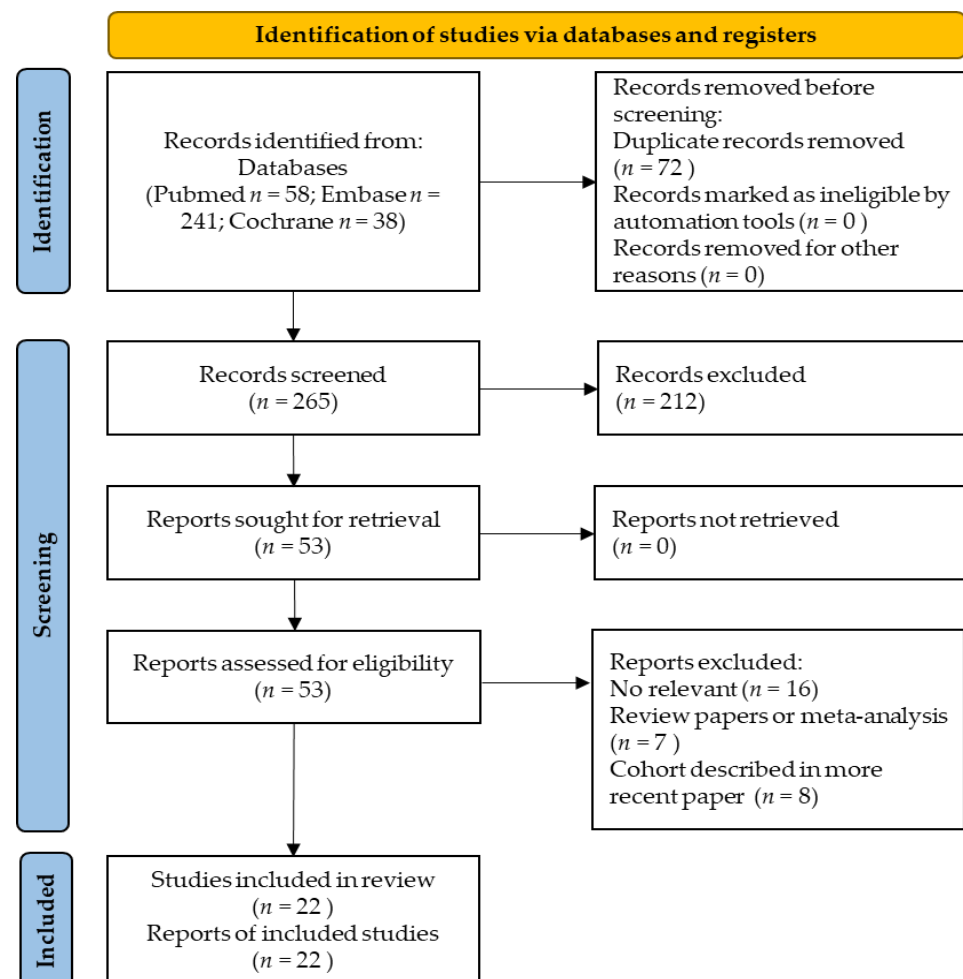 Identification of studies via databases and registers
Identification
Records identified from:
Databases
(Pubmed n = 58; Embase n =
241; Cochrane n = 38)
Records removed before
screening:
Duplicate records removed
(n = 72 )
Records marked as ineligible by
automation tools (n = 0 )
Records removed for other
reasons (n = 0)
Screening
Records screened
(n = 265)
Records excluded
(n = 212)
Reports sought for retrieval
(n = 53)
Reports not retrieved
(n = 0)
Reports assessed for eligibility
(n = 53)
Reports excluded:
No relevant (n = 16)
Review papers or meta-analysis
(n = 7 )
Cohort described in more
recent paper (n = 8)
Included
Studies included in review
(n = 22 )
Reports of included studies
(n = 22 )